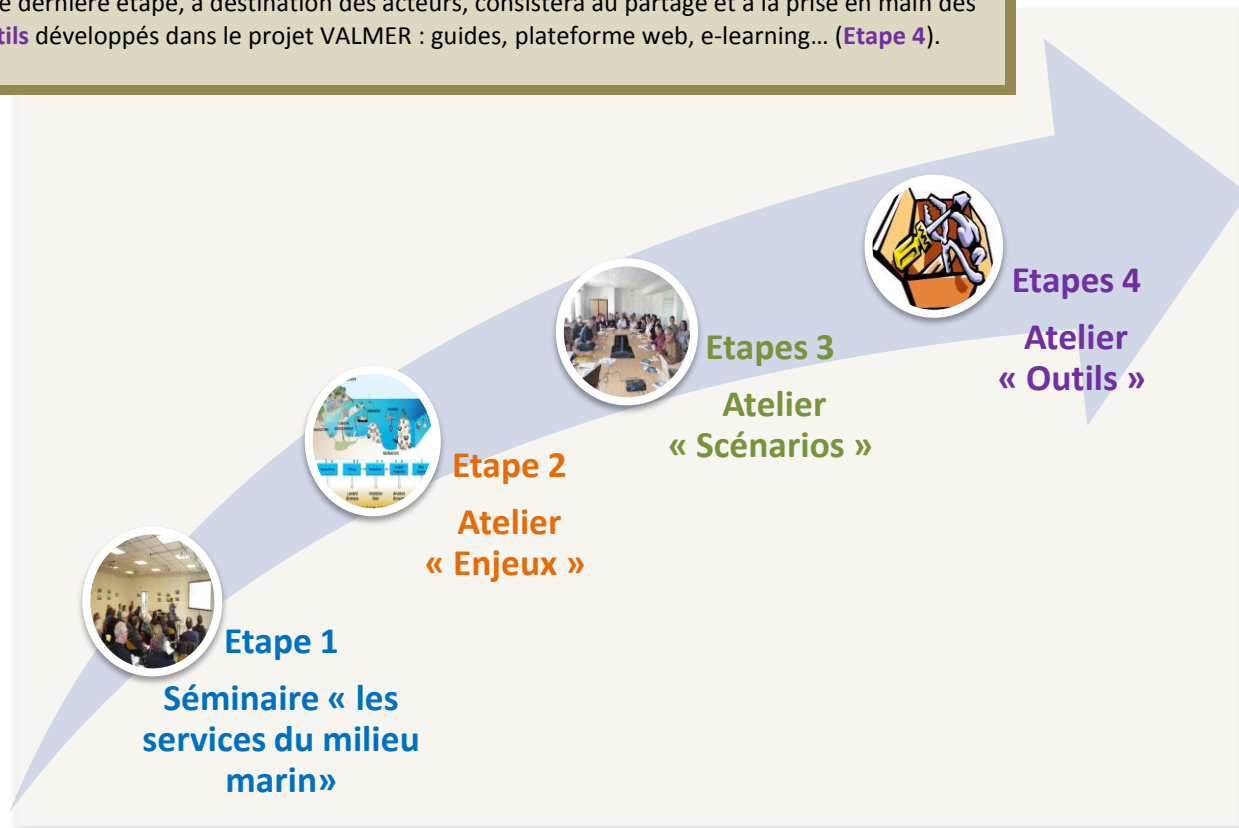 e dernière étape, à destination des acteurs, consistera au partage et à la prise en main des
tils développés dans le projet VALMER : guides, plateforme web, e-learning… (Etape 4).
Etapes 4
Atelier
« Outils »
Etapes 3
Atelier
« Scénarios »
Etape 2
Atelier
« Enjeux »
Etape 1
Séminaire « les
services du milieu
marin»